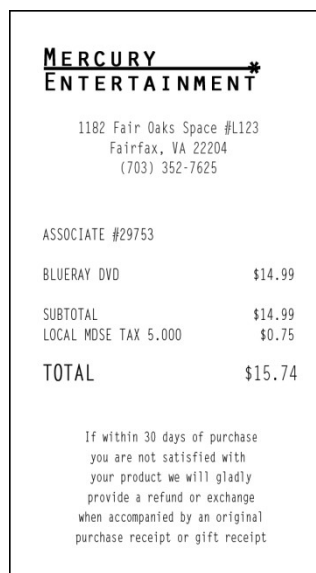 MERCURY
ENTERTAINMENT*
1182 Fair Oaks Space #L123
Fairfax, VA 22204
(703) 352-7625
ASSOCIATE #29753
BLUERAY DVD $14.99
SUBTOTAL $14.99
LOCAL MDSE TAX 5.000 $0.75
TOTAL $15.74
If within 30 days of purchase
you are not satisfied with
your product we will gladly
provide a refund or exchange
when accompanied by an original
purchase receipt or gift receipt